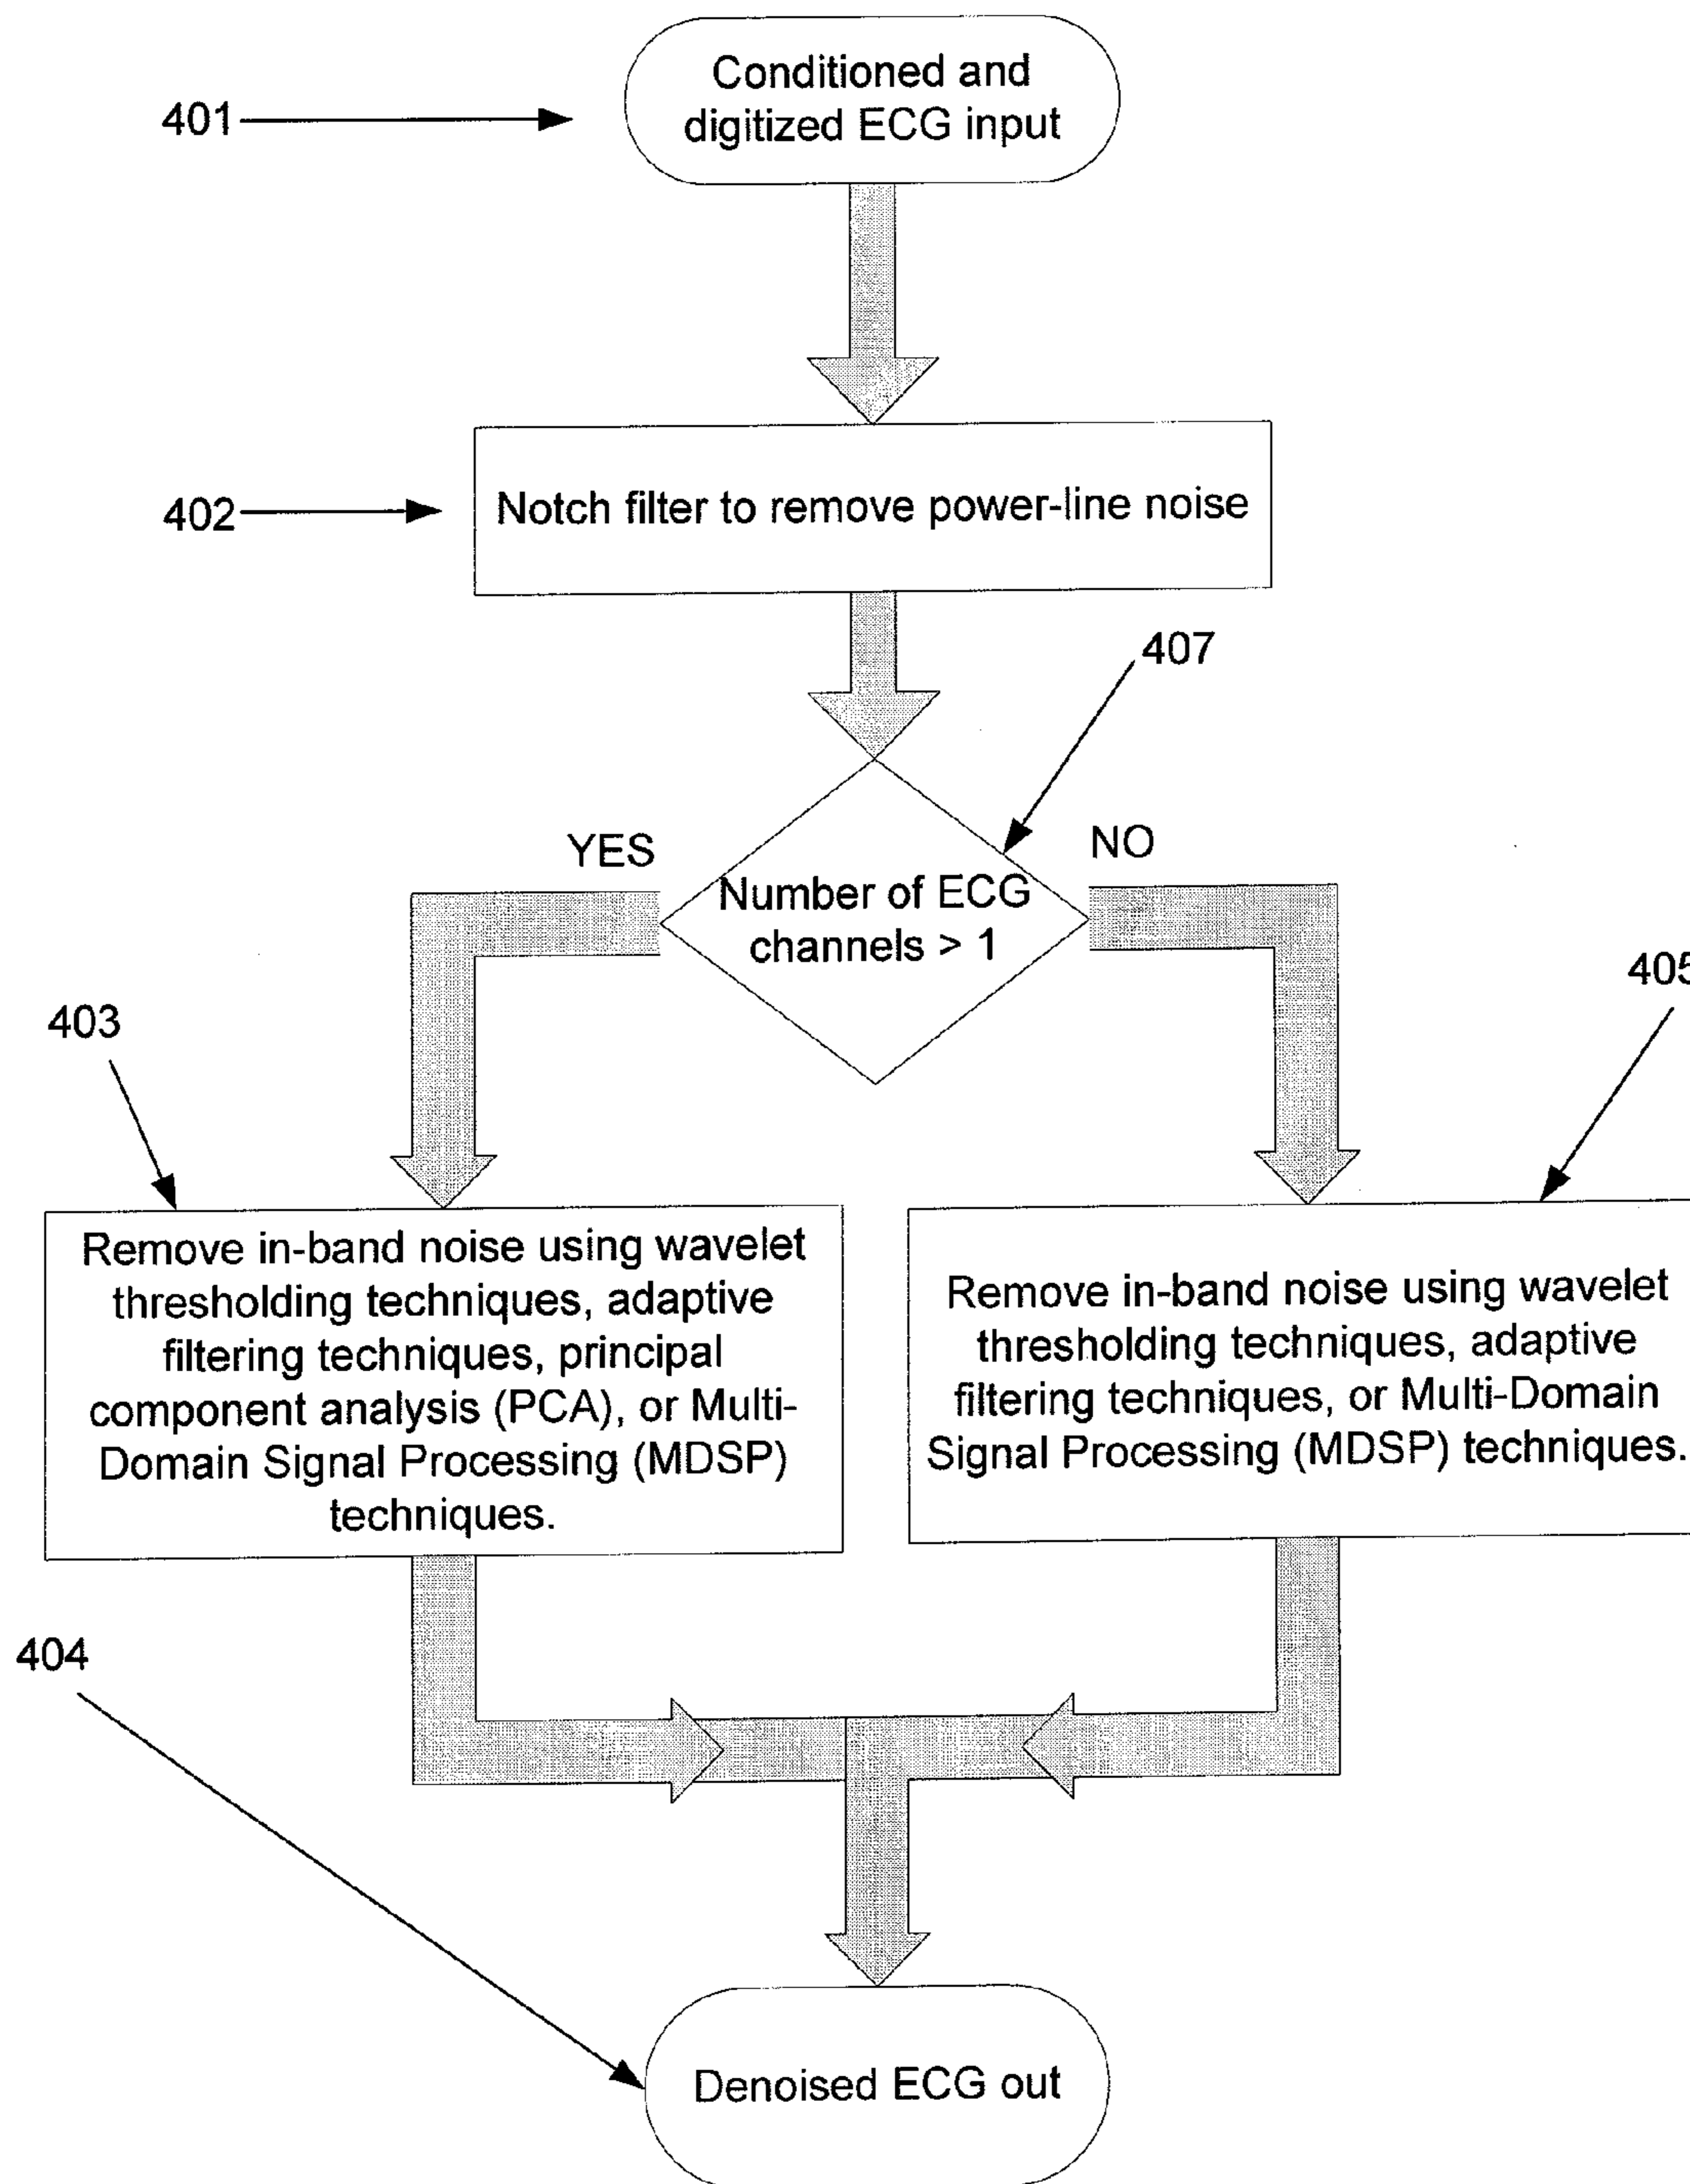 Conditioned and
digitized ECG input
401
Notch filter to remove power-line noise
402
407
YES
NO
Number of ECG
channels > 1
405
403
Remove in-band noise using wavelet
thresholding techniques, adaptive
filtering techniques, principal
component analysis (PCA), or Multi-
Domain Signal Processing (MDSP)
techniques.
Remove in-band noise using wavelet
thresholding techniques, adaptive
filtering techniques, or Multi-Domain
Signal Processing (MDSP) techniques.
404
Denoised ECG out